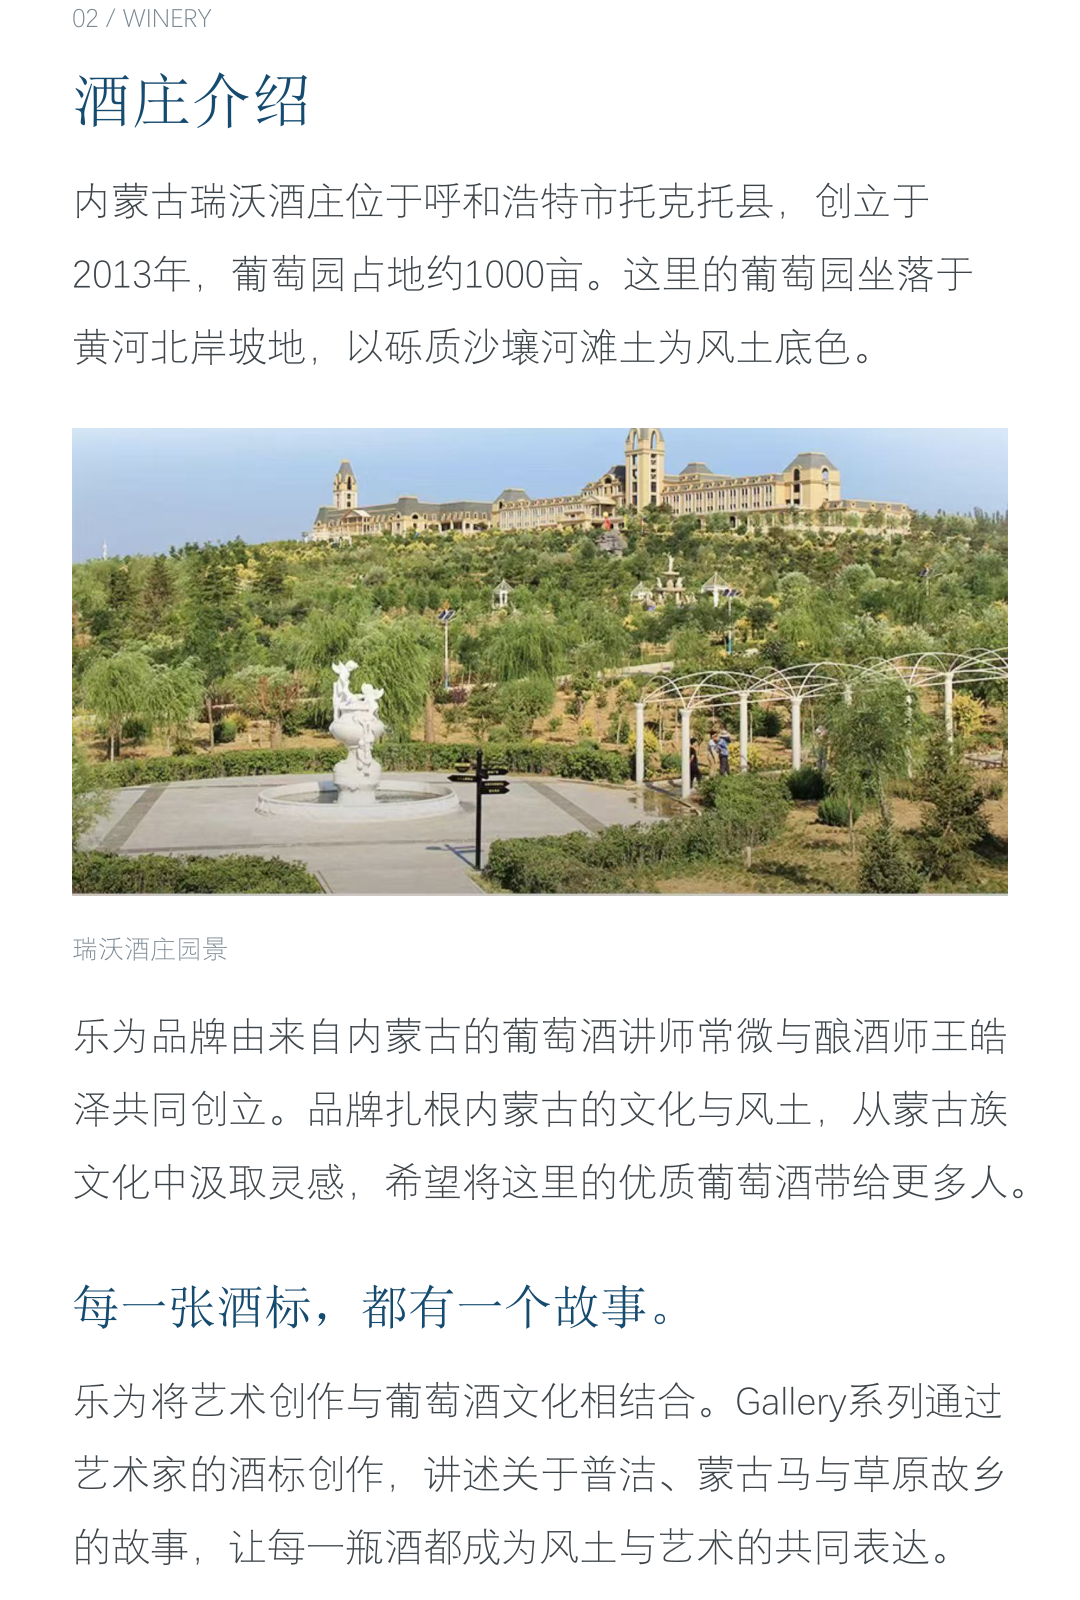 02 / WINERY
酒庄介绍
内蒙古瑞沃酒庄位于呼和浩特市托克托县，创立于
2013年，葡萄园占地约1000亩。这里的葡萄园坐落于
黄河北岸坡地，以砾质沙壤河滩土为风土底色。
瑞沃酒庄园景
乐为品牌由来自内蒙古的葡萄酒讲师常微与酿酒师王皓
泽共同创立。品牌扎根内蒙古的文化与风土，从蒙古族
文化中汲取灵感，希望将这里的优质葡萄酒带给更多人。
每一张酒标，都有一个故事。
乐为将艺术创作与葡萄酒文化相结合。Gallery系列通过
艺术家的酒标创作，讲述关于普洁、蒙古马与草原故乡
的故事，让每一瓶酒都成为风土与艺术的共同表达。